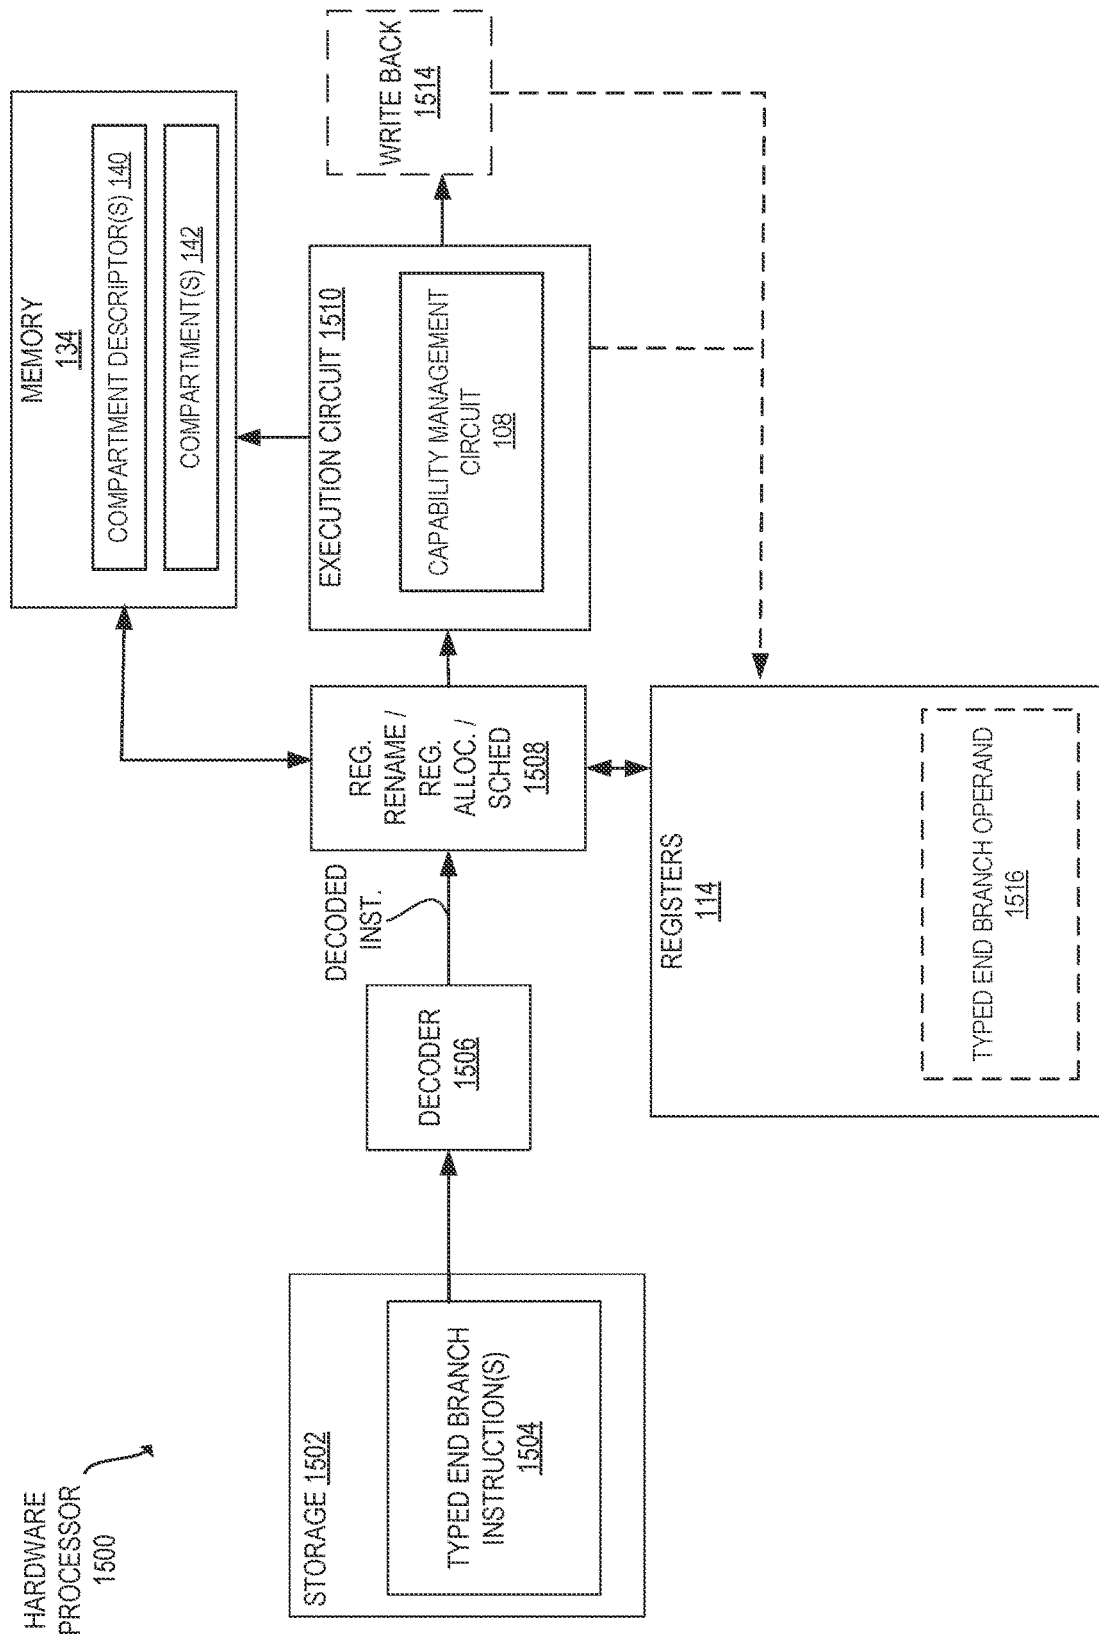 HARDWARE
PROCESSOR
1500
STORAGE 1502
TYPED END BRANCH
INSTRUCTION(S)
1504
DECODER
1506
DECODED
INST.
REG.
RENAME /
REG.
ALLOC. /
SCHED
1508
EXECUTION CIRCUIT 1510
CAPABILITY MANAGEMENT
CIRCUIT
108
WRITE BACK
1514
MEMORY
134
COMPARTMENT DESCRIPTOR(S) 140
COMPARTMENT(S) 142
REGISTERS
114
TYPED END BRANCH OPERAND
1516